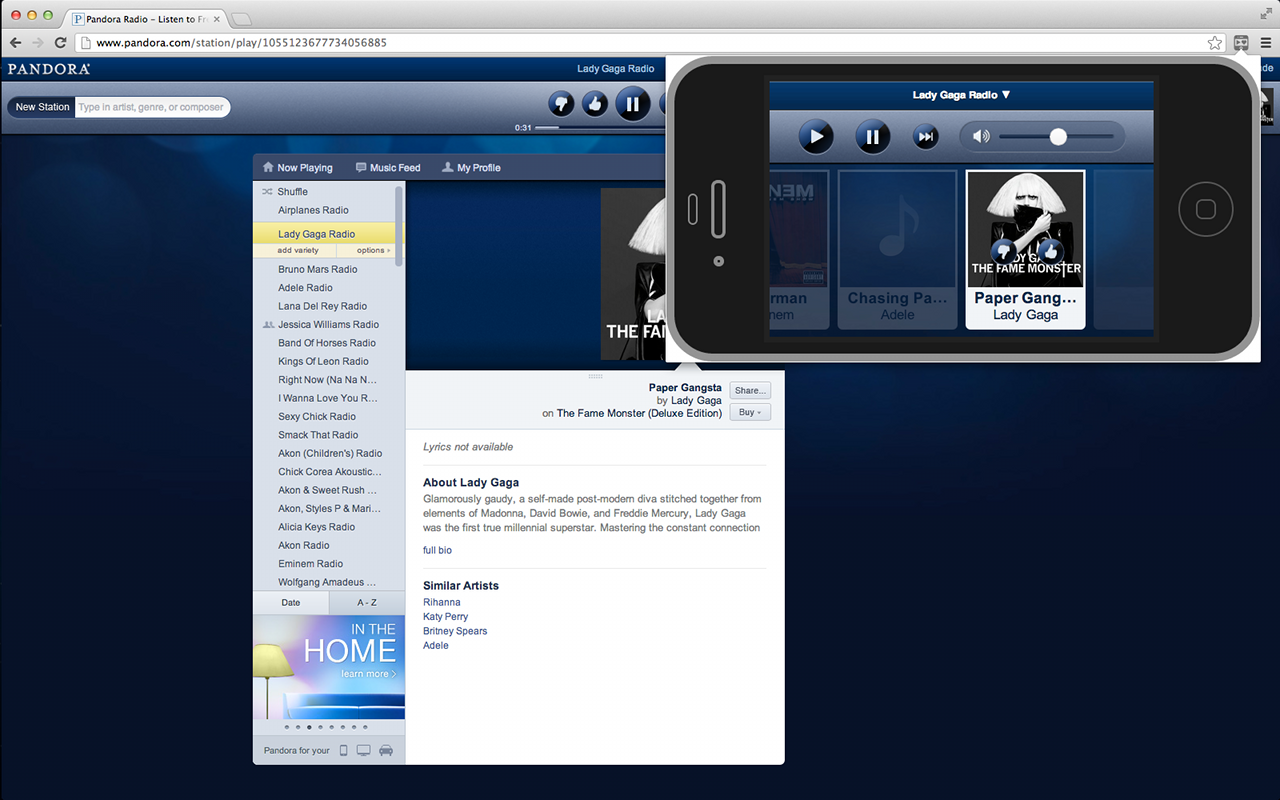 Pandora Radio – Listen to Fr
www.pandora.com/station/play/1055123677734056885
PANDORA
Lady Gaga Radio
de
New Station
Type in artist, genre, or composer
0:31
Now Playing
Music Feed
My Profile
Shuffle
Airplanes Radio
Lady Gaga Radio
add variety
options
Bruno Mars Radio
Adele Radio
Lana Del Rey Radio
Jessica Williams Radio
Band Of Horses Radio
Kings Of Leon Radio
Right Now (Na Na N...
I Wanna Love You R...
Sexy Chick Radio
Smack That Radio
Akon (Children's) Radio
Chick Corea Akoustic...
Akon & Sweet Rush ...
Akon, Styles P & Mari...
Alicia Keys Radio
Akon Radio
Eminem Radio
Wolfgang Amadeus ...
Date
A - Z
IN THE
HOME
learn more >
Pandora for your
LA
THE FAME
Paper Gangsta
by Lady Gaga
on The Fame Monster (Deluxe Edition)
Share...
Buy
Lyrics not available
About Lady Gaga
Glamorously gaudy, a self-made post-modern diva stitched together from
elements of Madonna, David Bowie, and Freddie Mercury, Lady Gaga
was the first true millennial superstar. Mastering the constant connection
full bio
Similar Artists
Rihanna
Katy Perry
Britney Spears
Adele
Lady Gaga Radio ▼
NEM
rman
nem
Chasing Pa...
Adele
LADY GA
THE FAME MONSTER
Paper Gang...
Lady Gaga